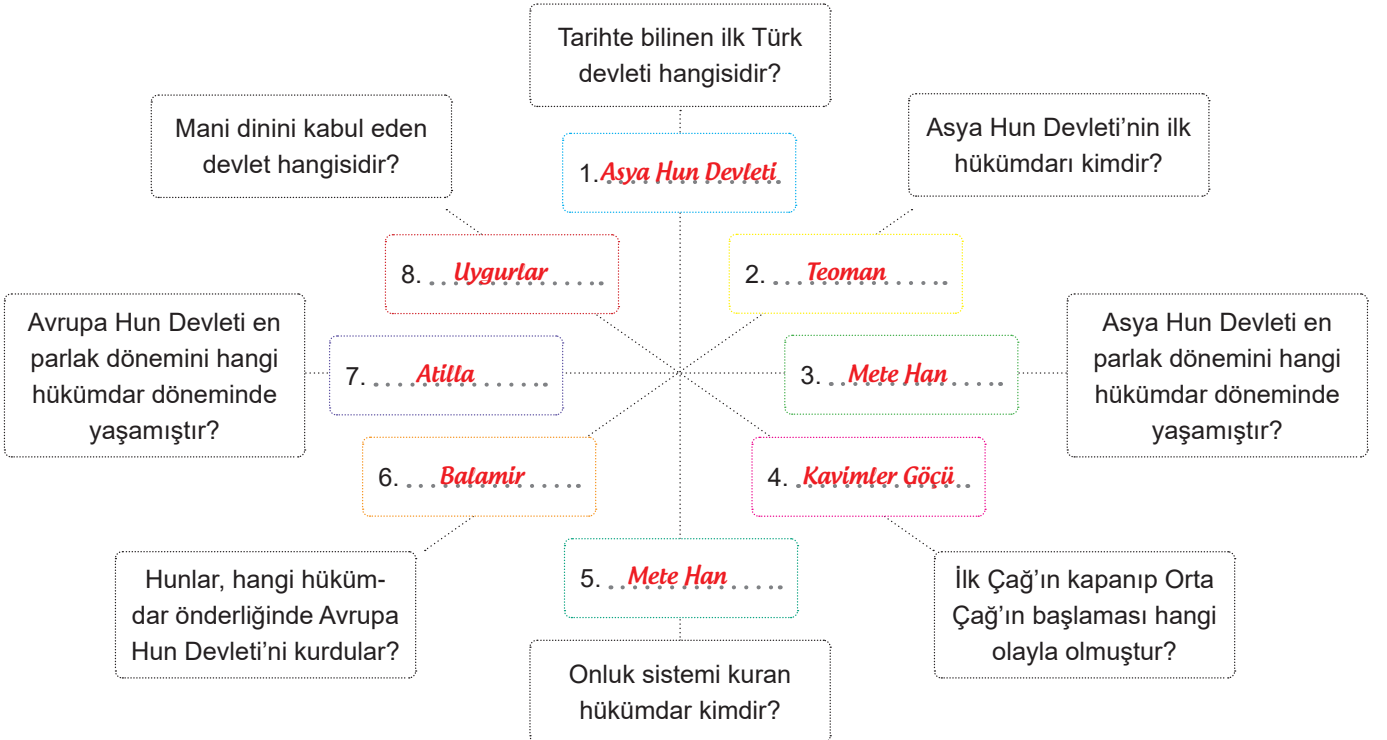 Tarihte bilinen ilk Türk
devleti hangisidir?
1. Asya Hun Devleti
Asya Hun Devleti’nin ilk
hükümdarı kimdir?
2. Teoman
Asya Hun Devleti en
parlak dönemini hangi
hükümdar döneminde
yaşamıştır?
3. Mete Han
İlk Çağ’ın kapanıp Orta
Çağ’ın başlaması hangi
olayla olmuştur?
4. Kavimler Göçü
Onluk sistemi kuran
hükümdar kimdir?
5. Mete Han
Hunlar, hangi hüküm-
dar önderliğinde Avrupa
Hun Devleti’ni kurdular?
6. Balamir
Avrupa Hun Devleti en
parlak dönemini hangi
hükümdar döneminde
yaşamıştır?
7. Atilla
Mani dinini kabul eden
devlet hangisidir?
8. Uygurlar